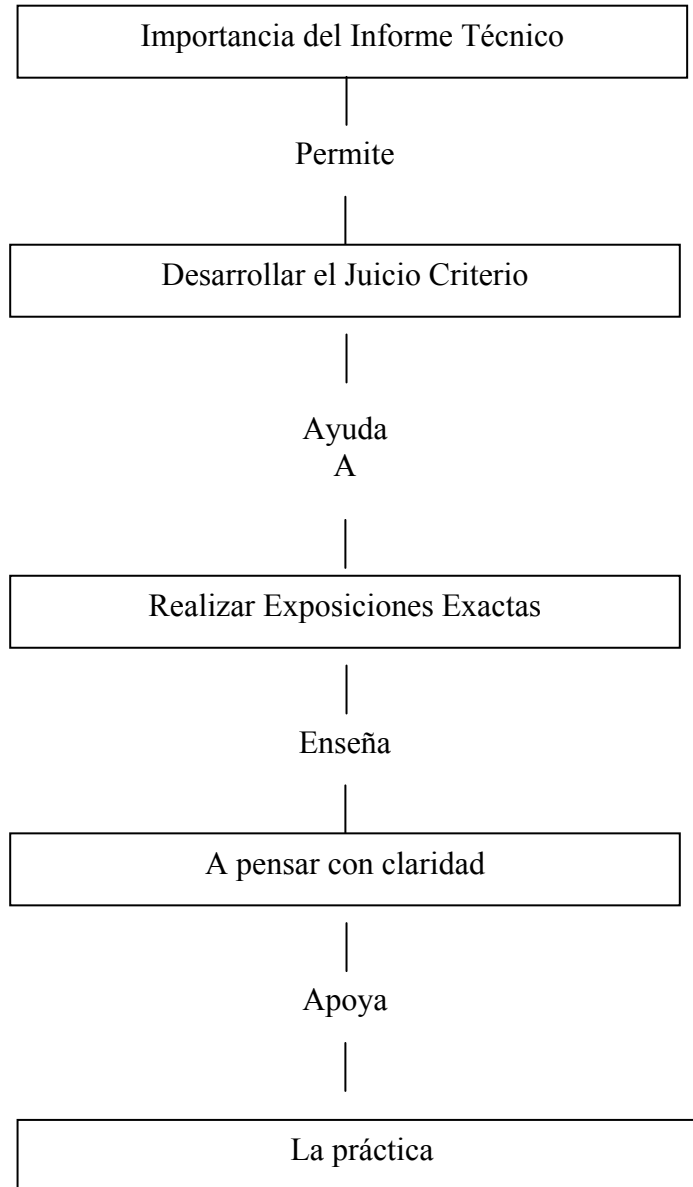 Importancia del Informe Técnico
Permite
Desarrollar el Juicio Criterio
Ayuda
A
Realizar Exposiciones Exactas
Enseña
A pensar con claridad
Apoya
La práctica